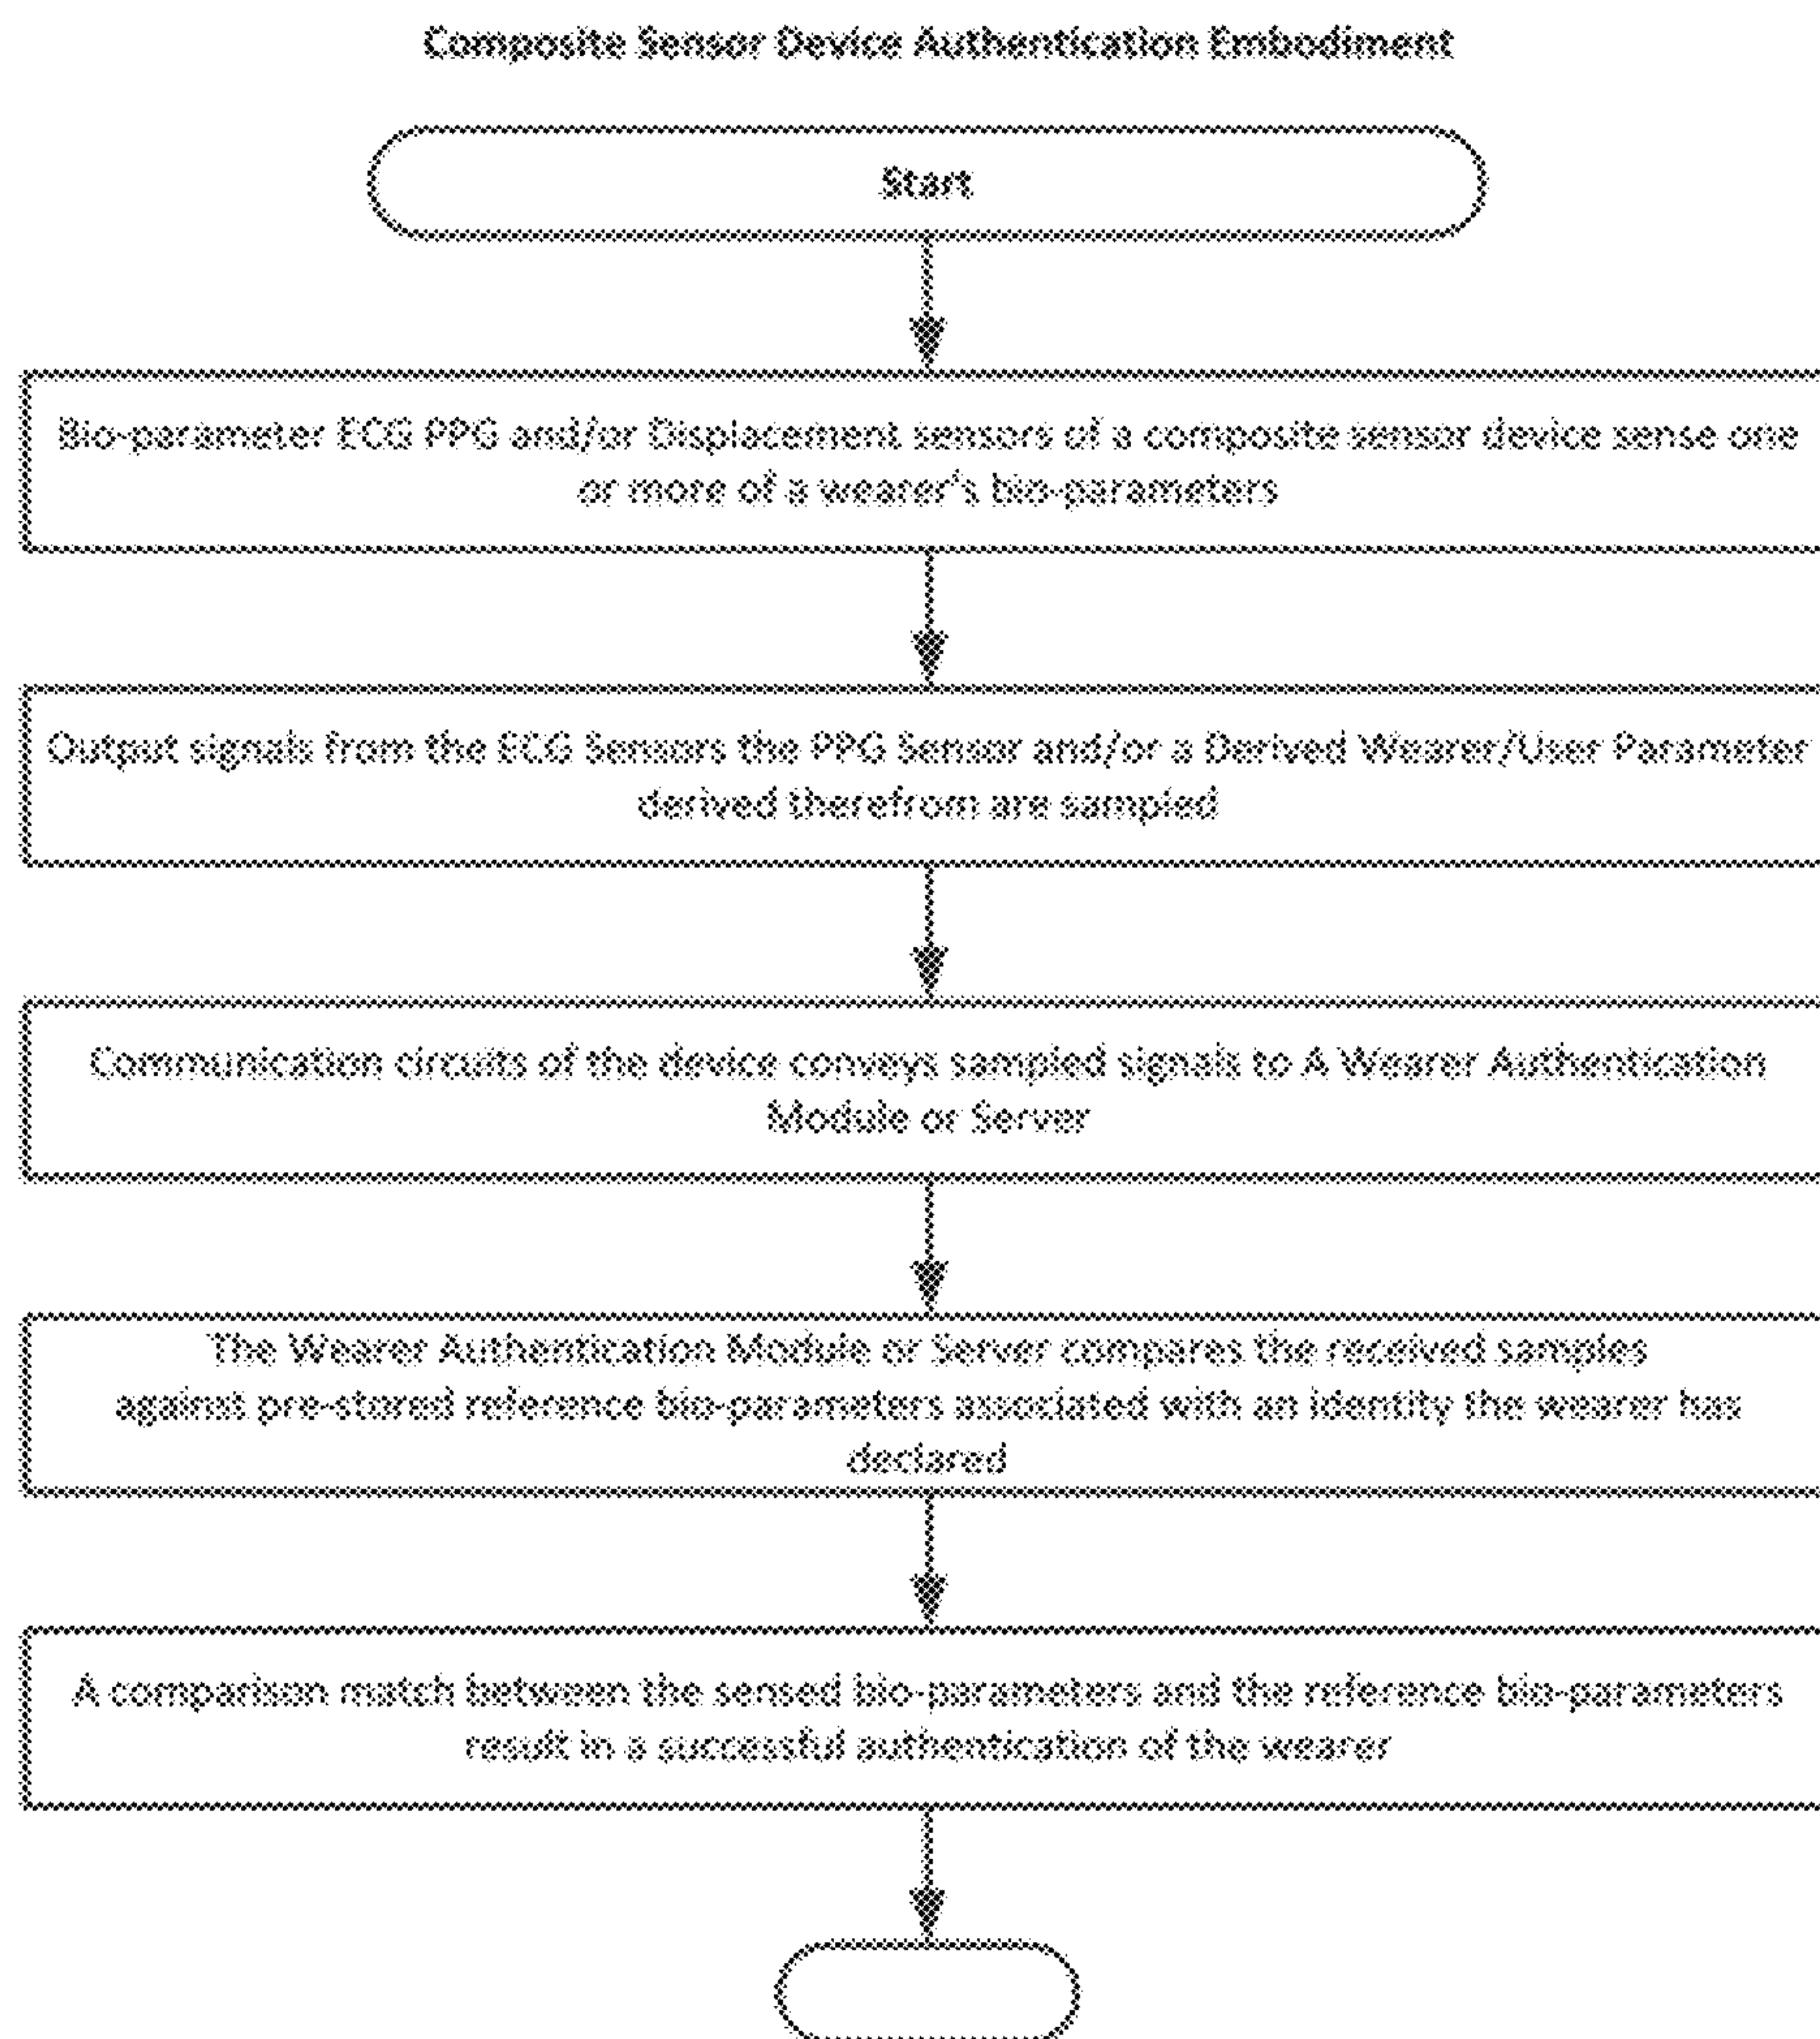 Composite Sensor Device Authentication Embodiment
Start
Bio-parameter ECG PPG and/or Displacement sensors of a composite sensor device sense one
or more of a wearer's bio-parameters
Output signals from the ECG Sensors the PPG Sensor and/or a Derived Wearer/User Parameter
derived therefrom are sampled
Communication circuits of the device conveys sampled signals to A Wearer Authentication
Module or Server
The Wearer Authentication Module or Server compares the received samples
against pre-stored reference bio-parameters associated with an identity the wearer has
declared
A comparison match between the sensed bio-parameters and the reference bio-parameters
result in a successful authentication of the wearer